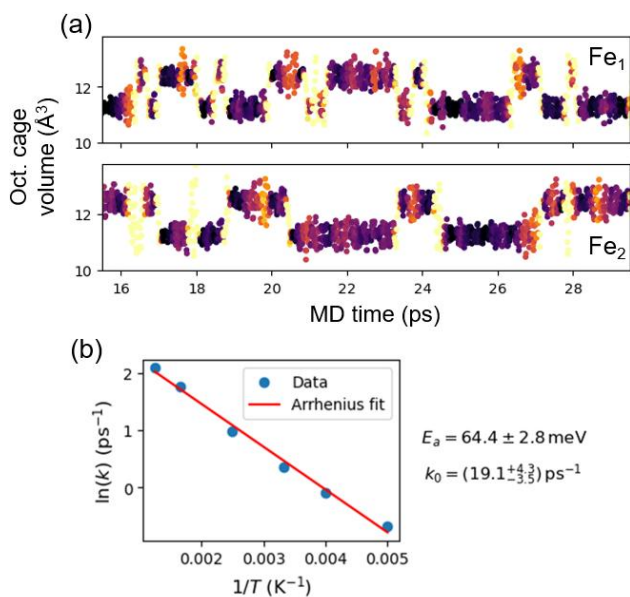 (a)
Oct. cage
volume (Å³)
12
10
Fe₁
12
10
Fe₂
16 18 20 22 24 26 28
MD time (ps)
(b)
ln(k) (ps⁻¹)
2
1
0
Data
Arrhenius fit
0.002 0.003 0.004 0.005
1/T (K⁻¹)
Eₐ = 64.4 ± 2.8 meV
k₀ = (19.1⁺⁴·³₋₃.₅) ps⁻¹